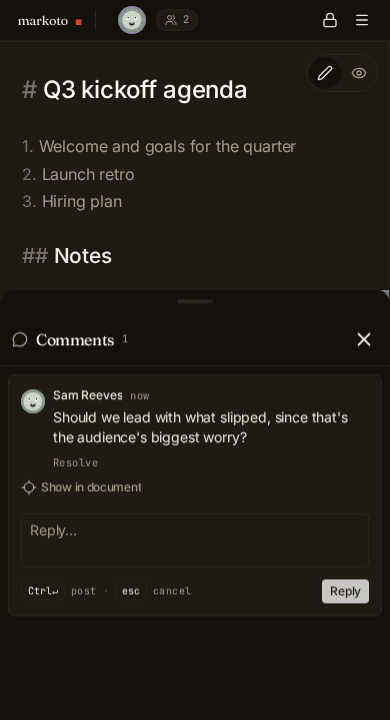 markoto
2
# Q3 kickoff agenda
1. Welcome and goals for the quarter
2. Launch retro
3. Hiring plan
## Notes
Comments 1
Sam Reeves now
Should we lead with what slipped, since that's
the audience's biggest worry?
Resolve
Show in document
Reply...
Ctrl↵ post · esc cancel
Reply